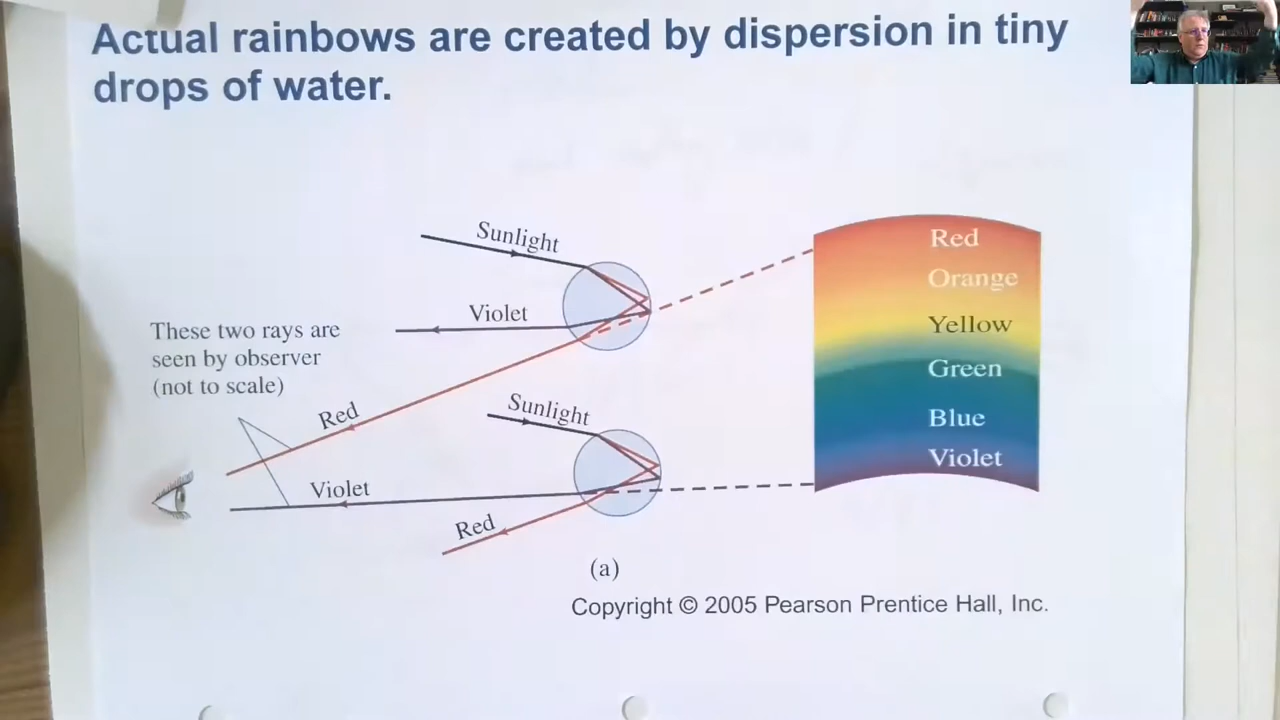 Actual rainbows are created by dispersion in tiny
drops of water.
Sunlight
Violet
These two rays are
seen by observer
(not to scale)
Red
Sunlight
Violet
Red
(a)
Red
Orange
Yellow
Green
Blue
Violet
Copyright © 2005 Pearson Prentice Hall, Inc.